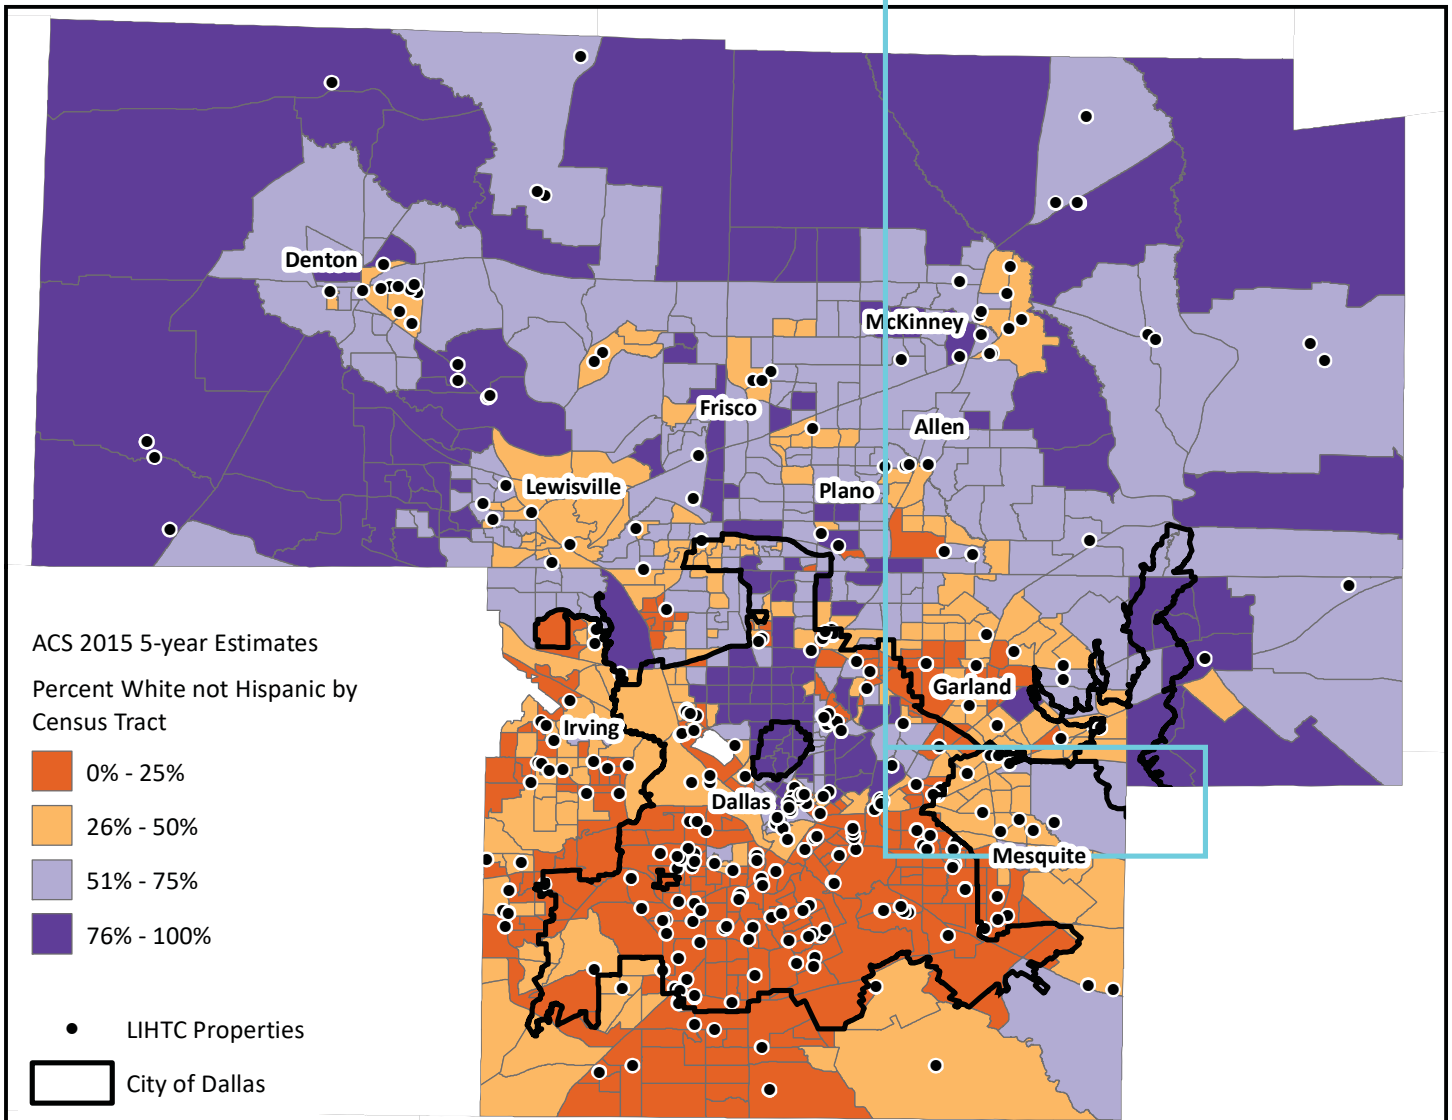 Denton
McKinney
Frisco
Allen
Lewisville
Plano
ACS 2015 5-year Estimates
Percent White not Hispanic by
Census Tract
0% - 25%
26% - 50%
51% - 75%
76% - 100%
LIHTC Properties
City of Dallas
Garland
Irving
Dallas
Mesquite